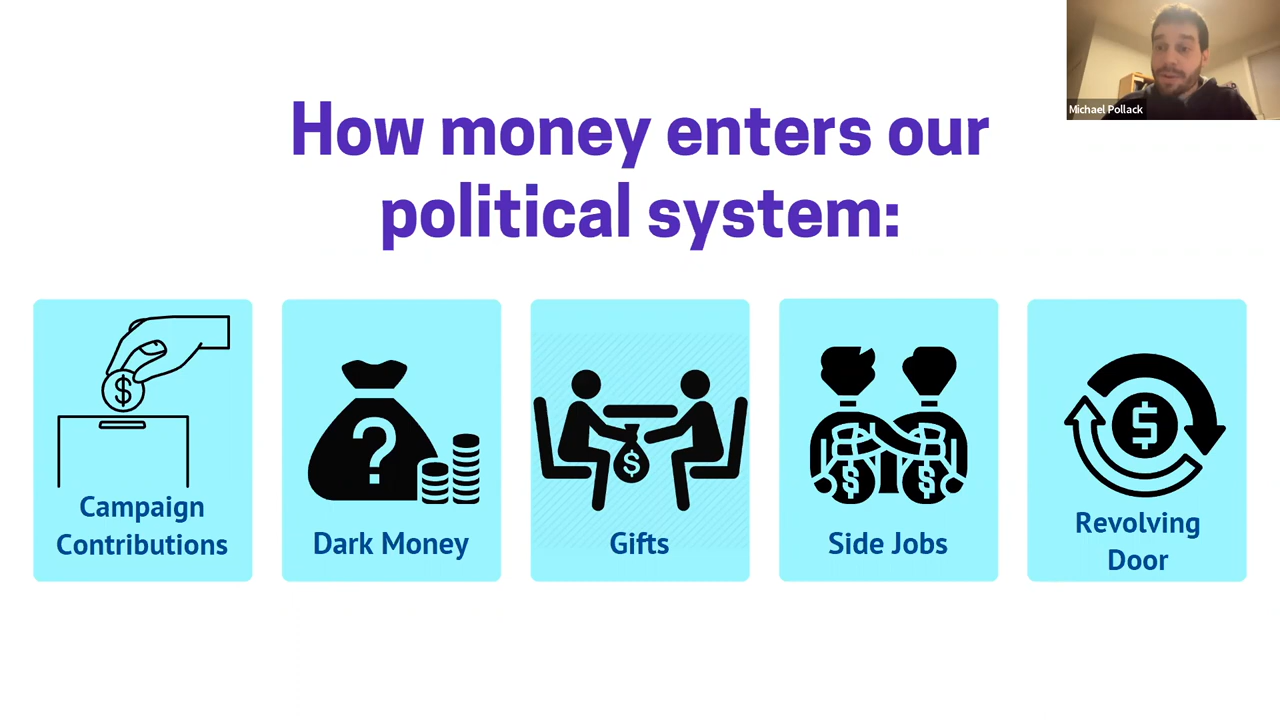 Michael Pollack
How money enters our
political system:
$
?
$
$
$
$
Campaign
Contributions
Dark Money
Gifts
Side Jobs
Revolving
Door